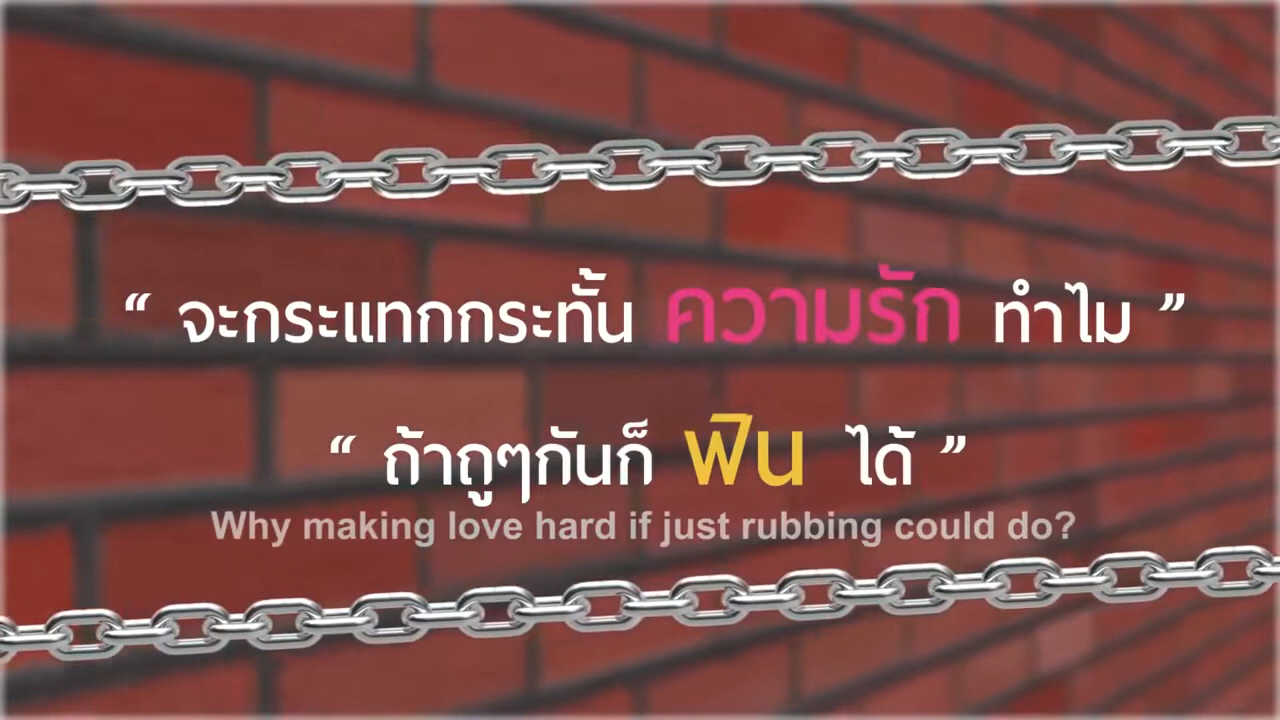 “ จะกระแทกกระทั้น ความรัก ทำไม ”
“ ถ้าถูๆกันก็ ฟิน ได้ ”
Why making love hard if just rubbing could do?